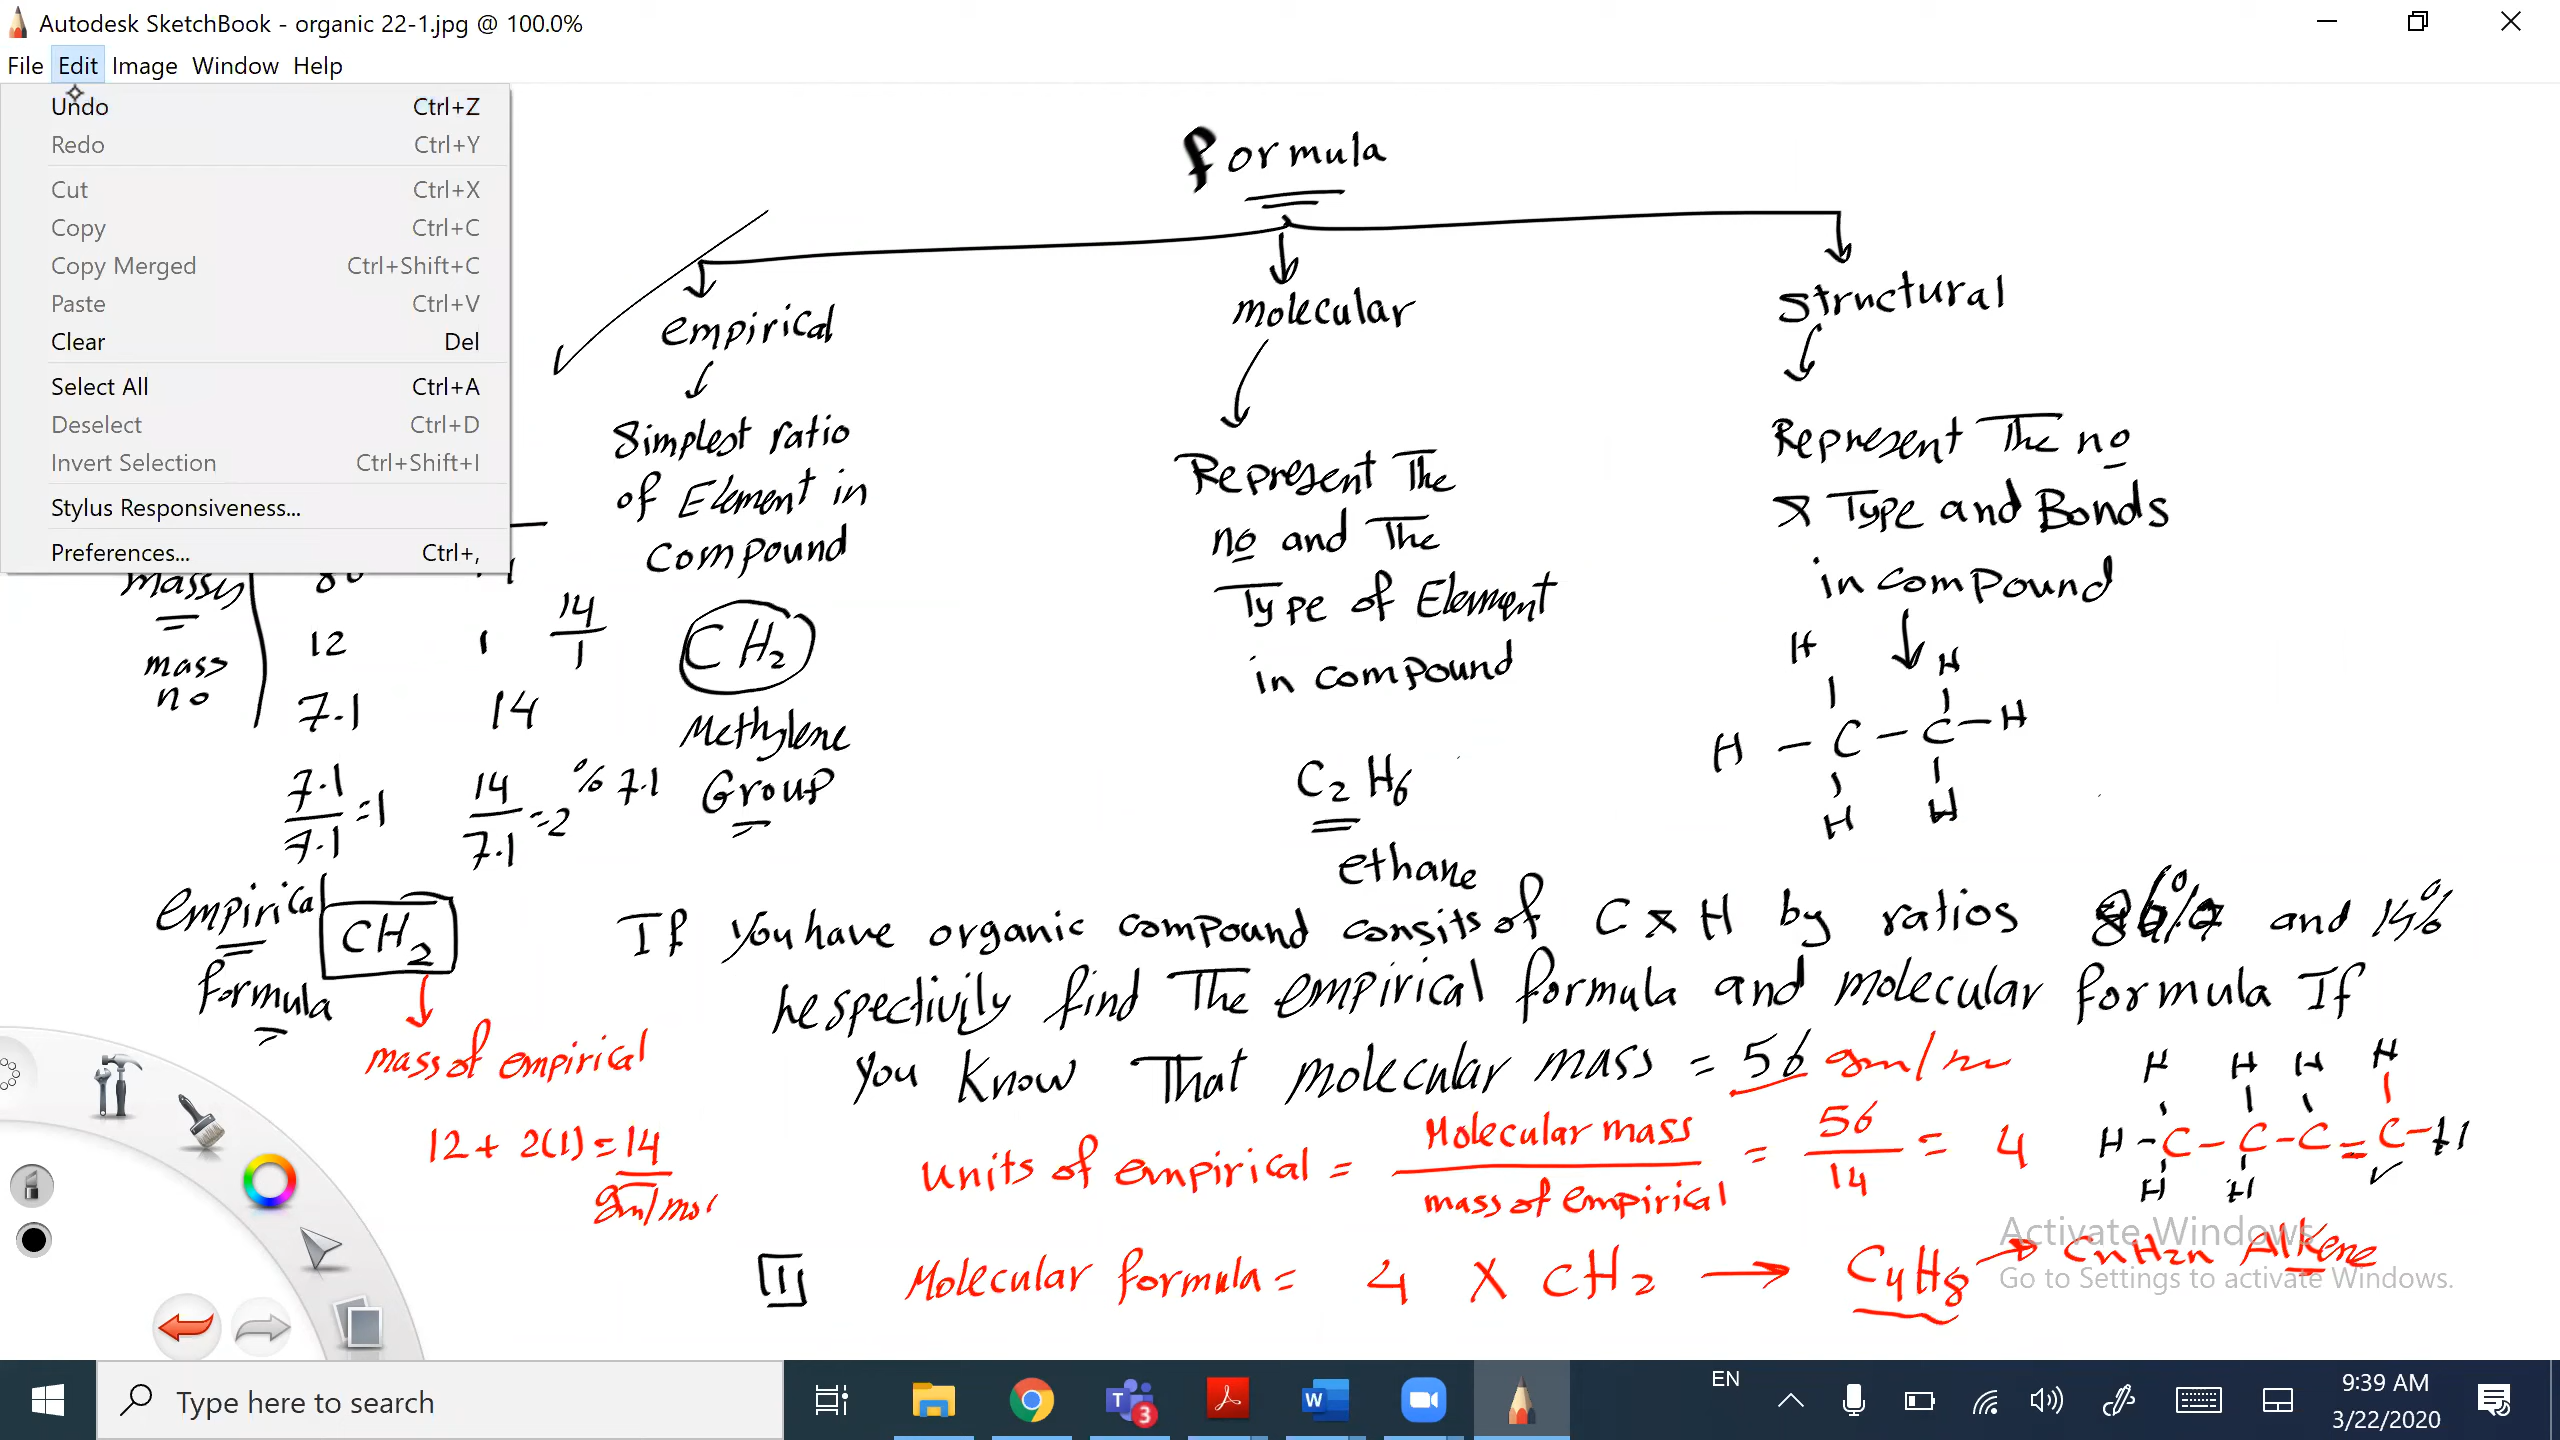 Autodesk SketchBook - organic 22-1.jpg @ 100.0%
File Edit Image Window Help
Undo Ctrl+Z
Redo Ctrl+Y
Cut Ctrl+X
Copy Ctrl+C
Copy Merged Ctrl+Shift+C
Paste Ctrl+V
Clear Del
Select All Ctrl+A
Deselect Ctrl+D
Invert Selection Ctrl+Shift+I
Stylus Responsiveness...
Preferences... Ctrl+,
formula
empirical
Simplest ratio
of Element in
compound
CH2
Methylene
Group
molecular
Represent The
no and The
Type of Element
in compound
C2 H6
ethane
structural
Represent The no
& Type and Bonds
in compound
H H
H - C - C - H
H H
mass
no
12 1 14/1
7.1 14
7.1/7.1 = 1 14/7.1 = 2 % 7.1
empirical
formula
CH2
mass of empirical
12 + 2(1) = 14
gm/mol
If you have organic compound consits of C & H by ratios 86% and 14%
respectivily find The empirical formula and molecular formula If
you know That molecular mass = 56 gm/m
units of empirical = Molecular mass / mass of empirical = 56/14 = 4
H H H H
H - C - C - C = C - H
H H
Molecular formula = 4 X CH2 → C4H8 → CnH2n Alkene
Activate Windows
Go to Settings to activate Windows.
Type here to search
3
EN
9:39 AM
3/22/2020